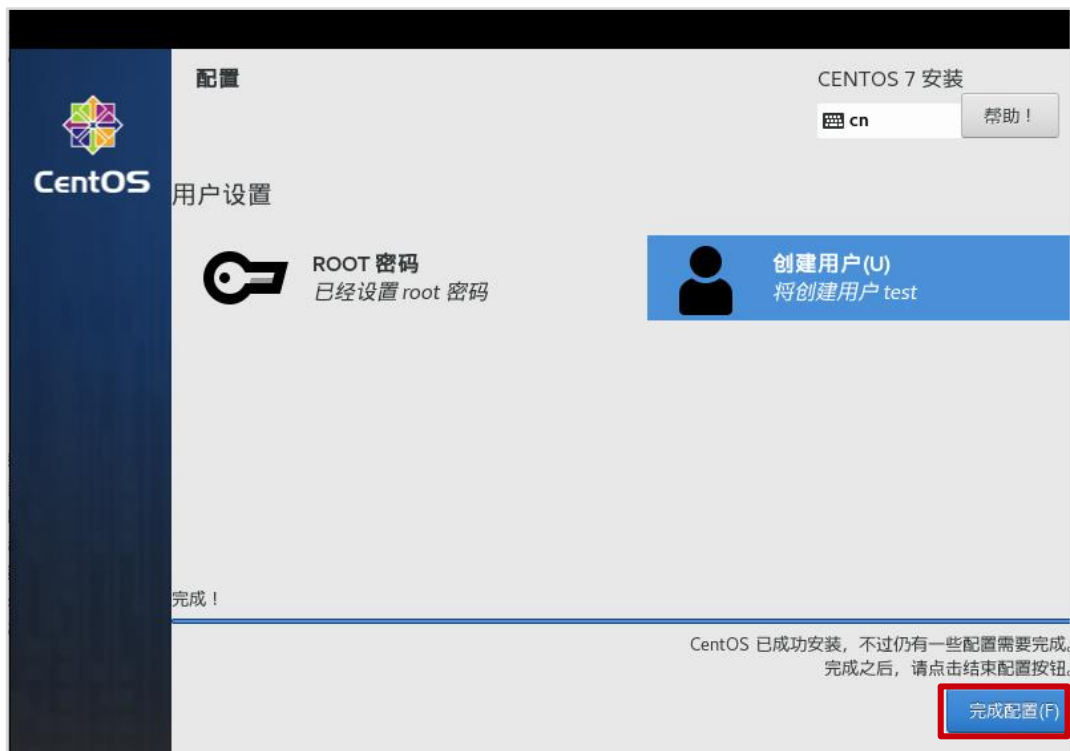 配置
CENTOS 7 安装
cn
帮助！
CentOS
用户设置
ROOT 密码
已经设置 root 密码
创建用户(U)
将创建用户 test
完成！
CentOS 已成功安装，不过仍有一些配置需要完成。
完成之后，请点击结束配置按钮。
完成配置(F)